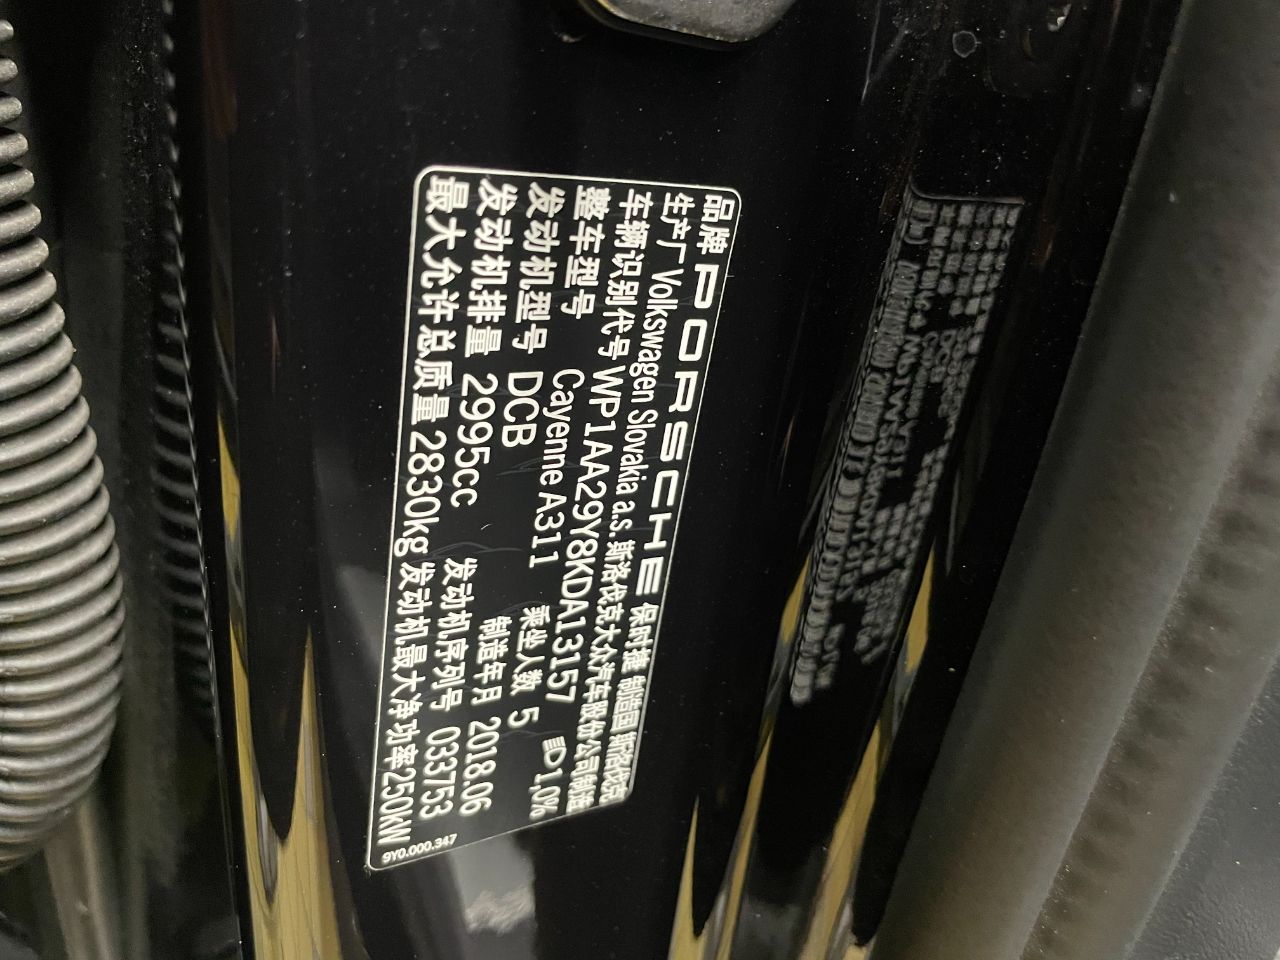 品牌 PORSCHE 保时捷 制造国 斯洛伐克
生产厂 Volkswagen Slovakia a.s. 斯洛伐克大众汽车股份公司制造
车辆识别代号 WP1AA29Y8KDA13157
整车型号 Cayenne A311 乘坐人数 5 1,0%
发动机型号 DCB 制造年月 2018.06
发动机排量 2995cc 发动机序列号 033753
最大允许总质量 2830kg 发动机最大净功率 250kW
9Y0.000.347